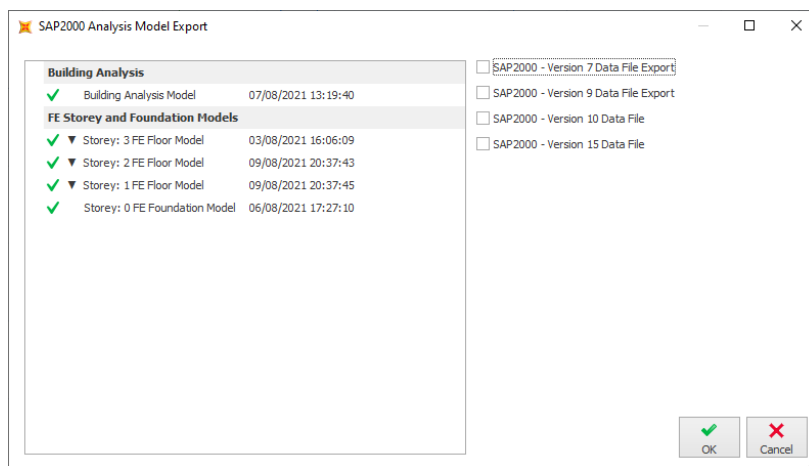 SAP2000 Analysis Model Export
Building Analysis
Building Analysis Model 07/08/2021 13:19:40
FE Storey and Foundation Models
Storey: 3 FE Floor Model 03/08/2021 16:06:09
Storey: 2 FE Floor Model 09/08/2021 20:37:43
Storey: 1 FE Floor Model 09/08/2021 20:37:45
Storey: 0 FE Foundation Model 06/08/2021 17:27:10
SAP2000 - Version 7 Data File Export
SAP2000 - Version 9 Data File Export
SAP2000 - Version 10 Data File
SAP2000 - Version 15 Data File
OK
Cancel